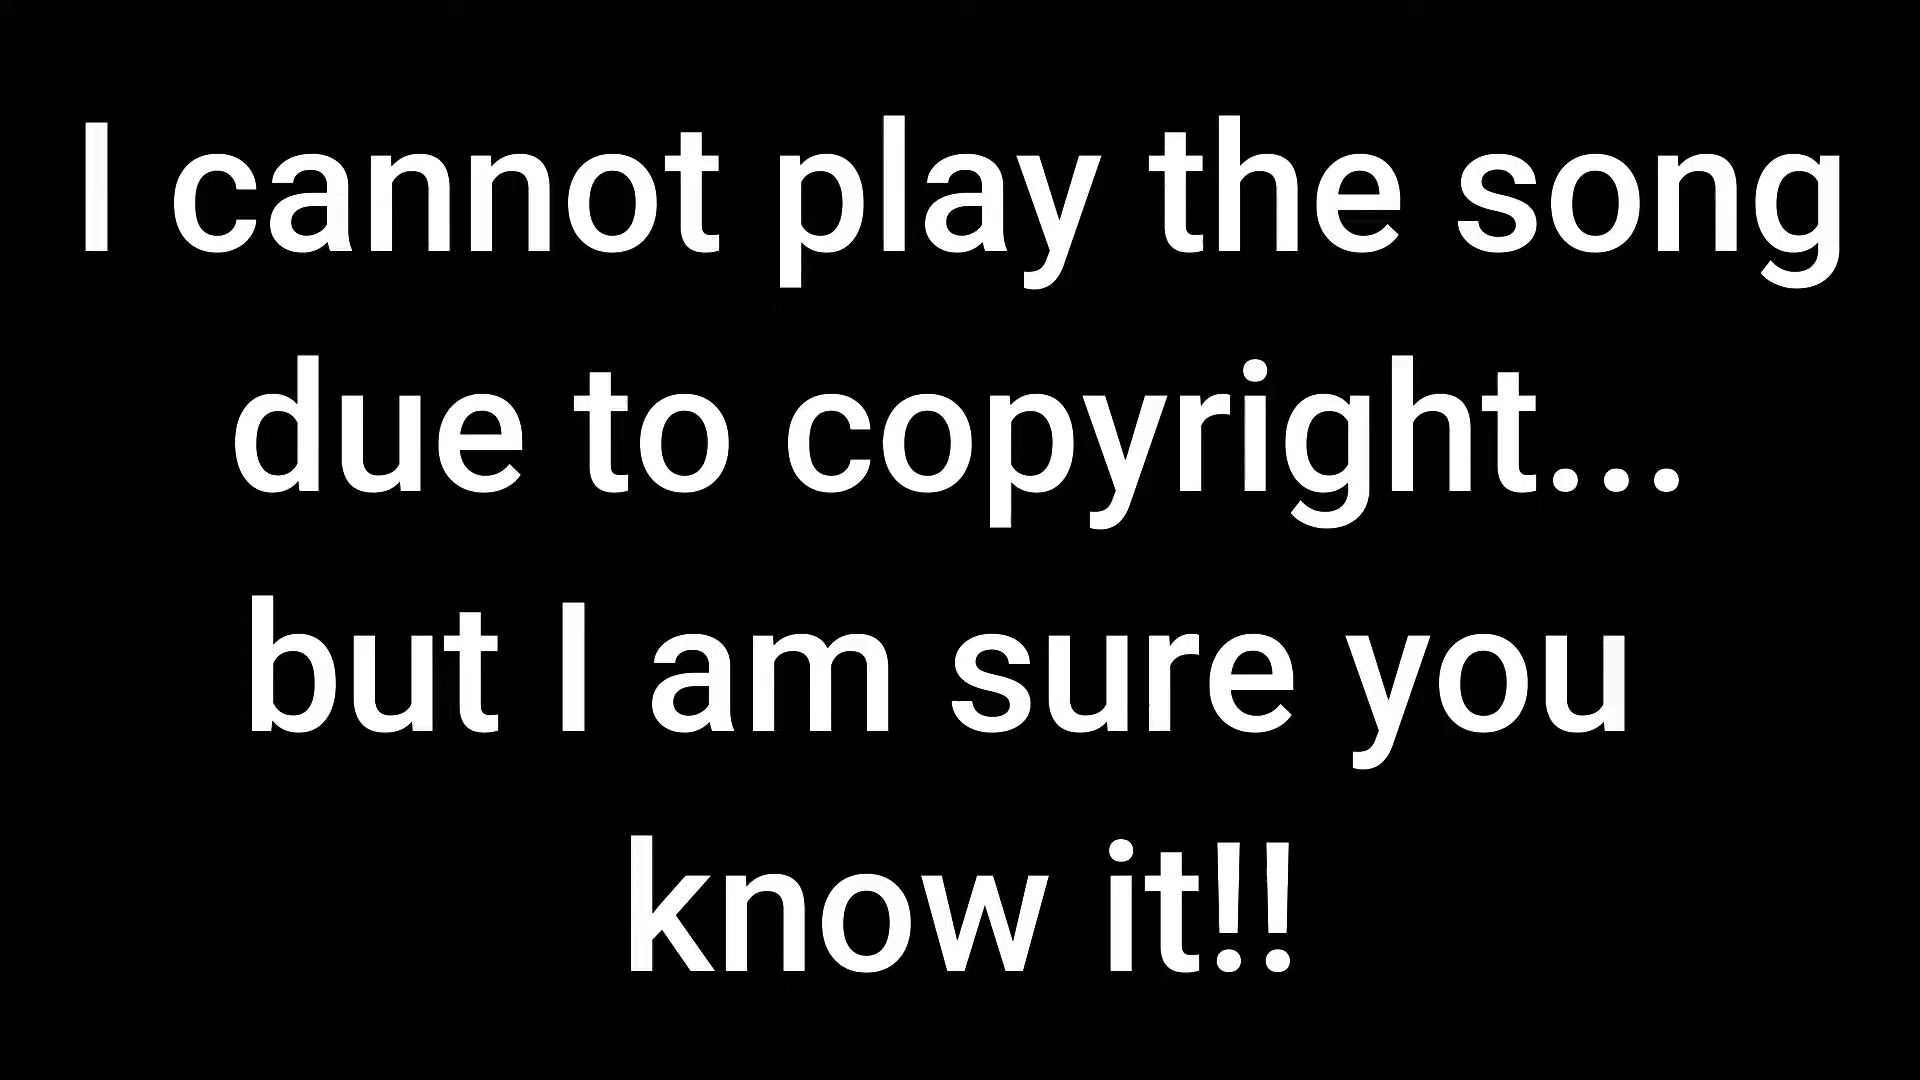 I cannot play the song
due to copyright...
but I am sure you
know it!!